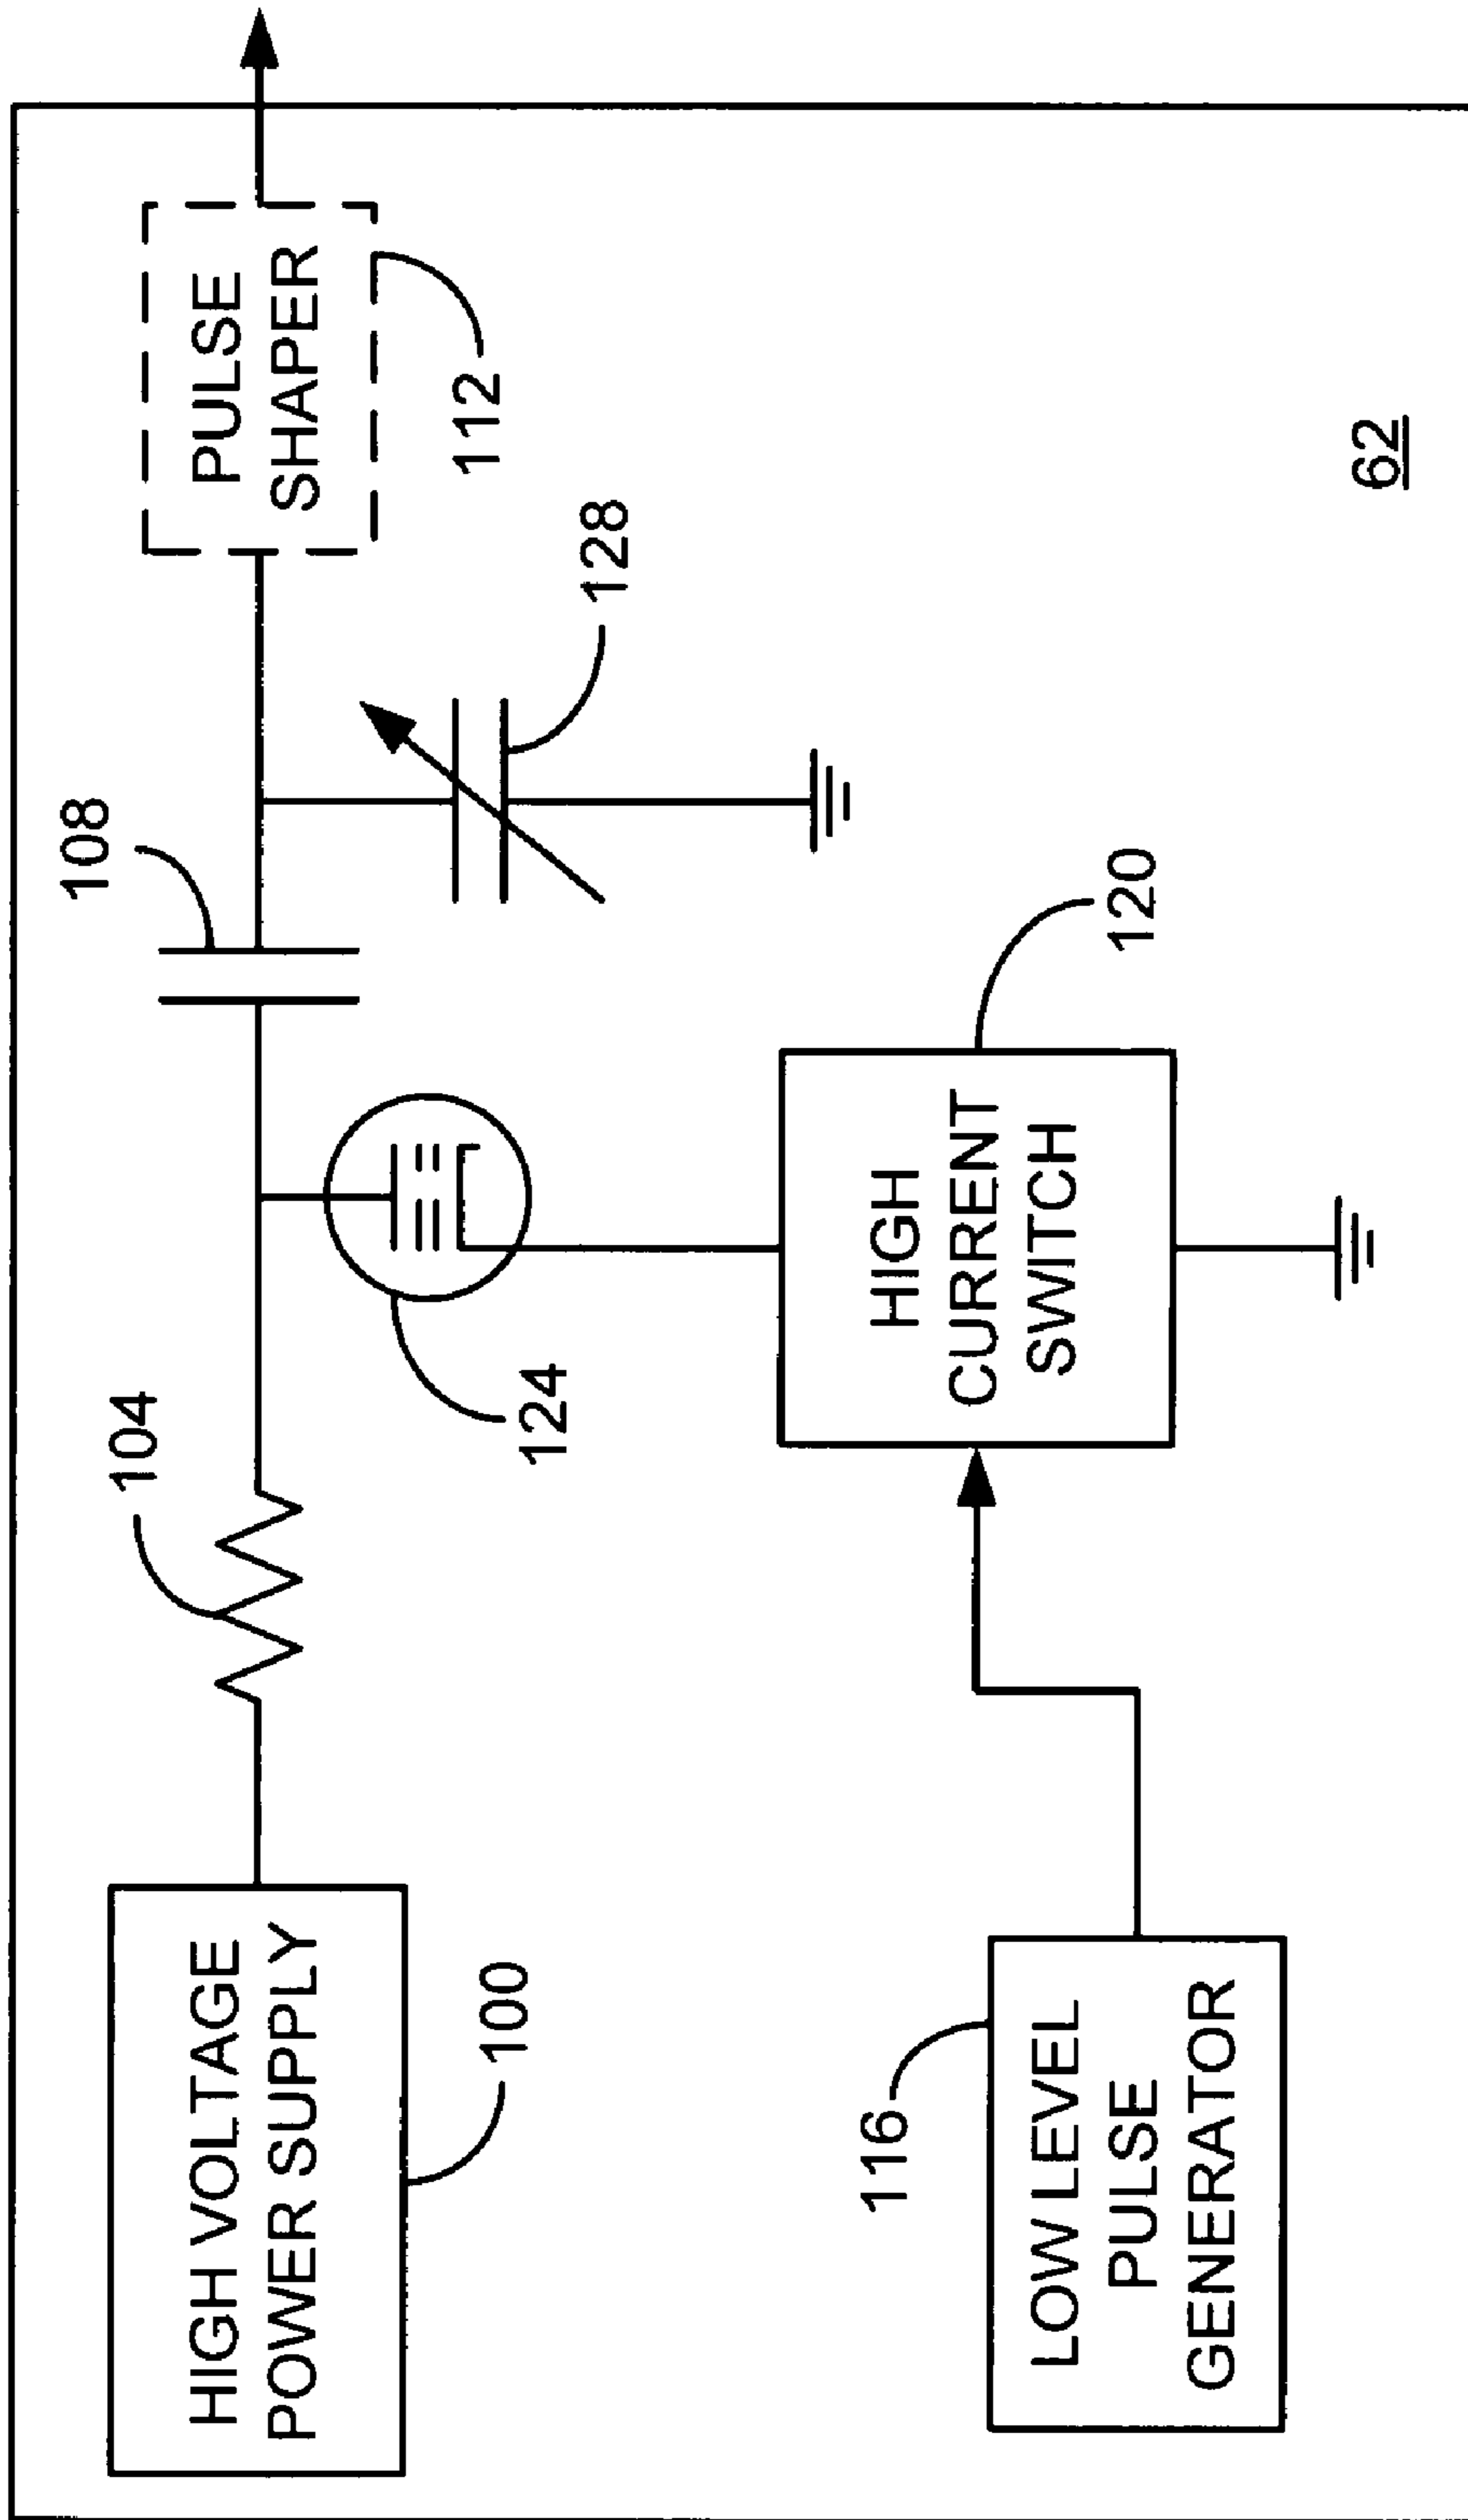 HIGH VOLTAGE
POWER SUPPLY
100
104
108
PULSE
SHAPER
112
128
124
LOW LEVEL
PULSE
GENERATOR
116
HIGH
CURRENT
SWITCH
120
62